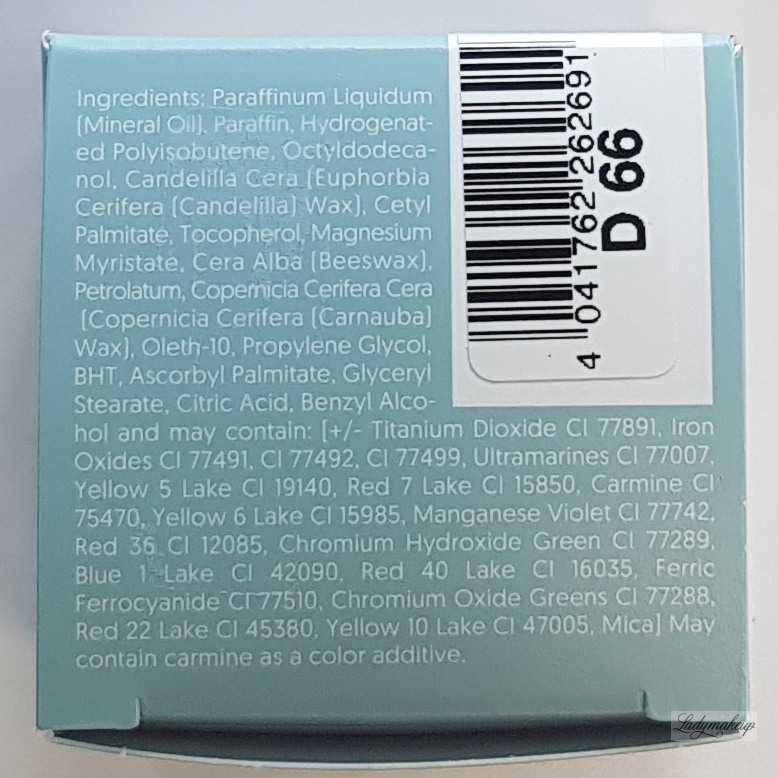 Ingredients: Paraffinum Liquidum
(Mineral Oil), Paraffin, Hydrogenat-
ed Polyisobutene, Octyldodeca-
nol, Candelilla Cera (Euphorbia
Cerifera (Candelilla) Wax), Cetyl
Palmitate, Tocopherol, Magnesium
Myristate, Cera Alba (Beeswax),
Petrolatum, Copernicia Cerifera Cera
(Copernicia Cerifera (Carnauba)
Wax), Oleth-10, Propylene Glycol,
BHT, Ascorbyl Palmitate, Glyceryl
Stearate, Citric Acid, Benzyl Alco-
hol and may contain: [+/- Titanium Dioxide CI 77891, Iron
Oxides CI 77491, CI 77492, CI 77499, Ultramarines CI 77007,
Yellow 5 Lake CI 19140, Red 7 Lake CI 15850, Carmine CI
75470, Yellow 6 Lake CI 15985, Manganese Violet CI 77742,
Red 36 CI 12085, Chromium Hydroxide Green CI 77289,
Blue 1 Lake CI 42090, Red 40 Lake CI 16035, Ferric
Ferrocyanide CI 77510, Chromium Oxide Greens CI 77288,
Red 22 Lake CI 45380, Yellow 10 Lake CI 47005, Mica] May
contain carmine as a color additive.
4 041762 262691
D 66
Ladymakeup